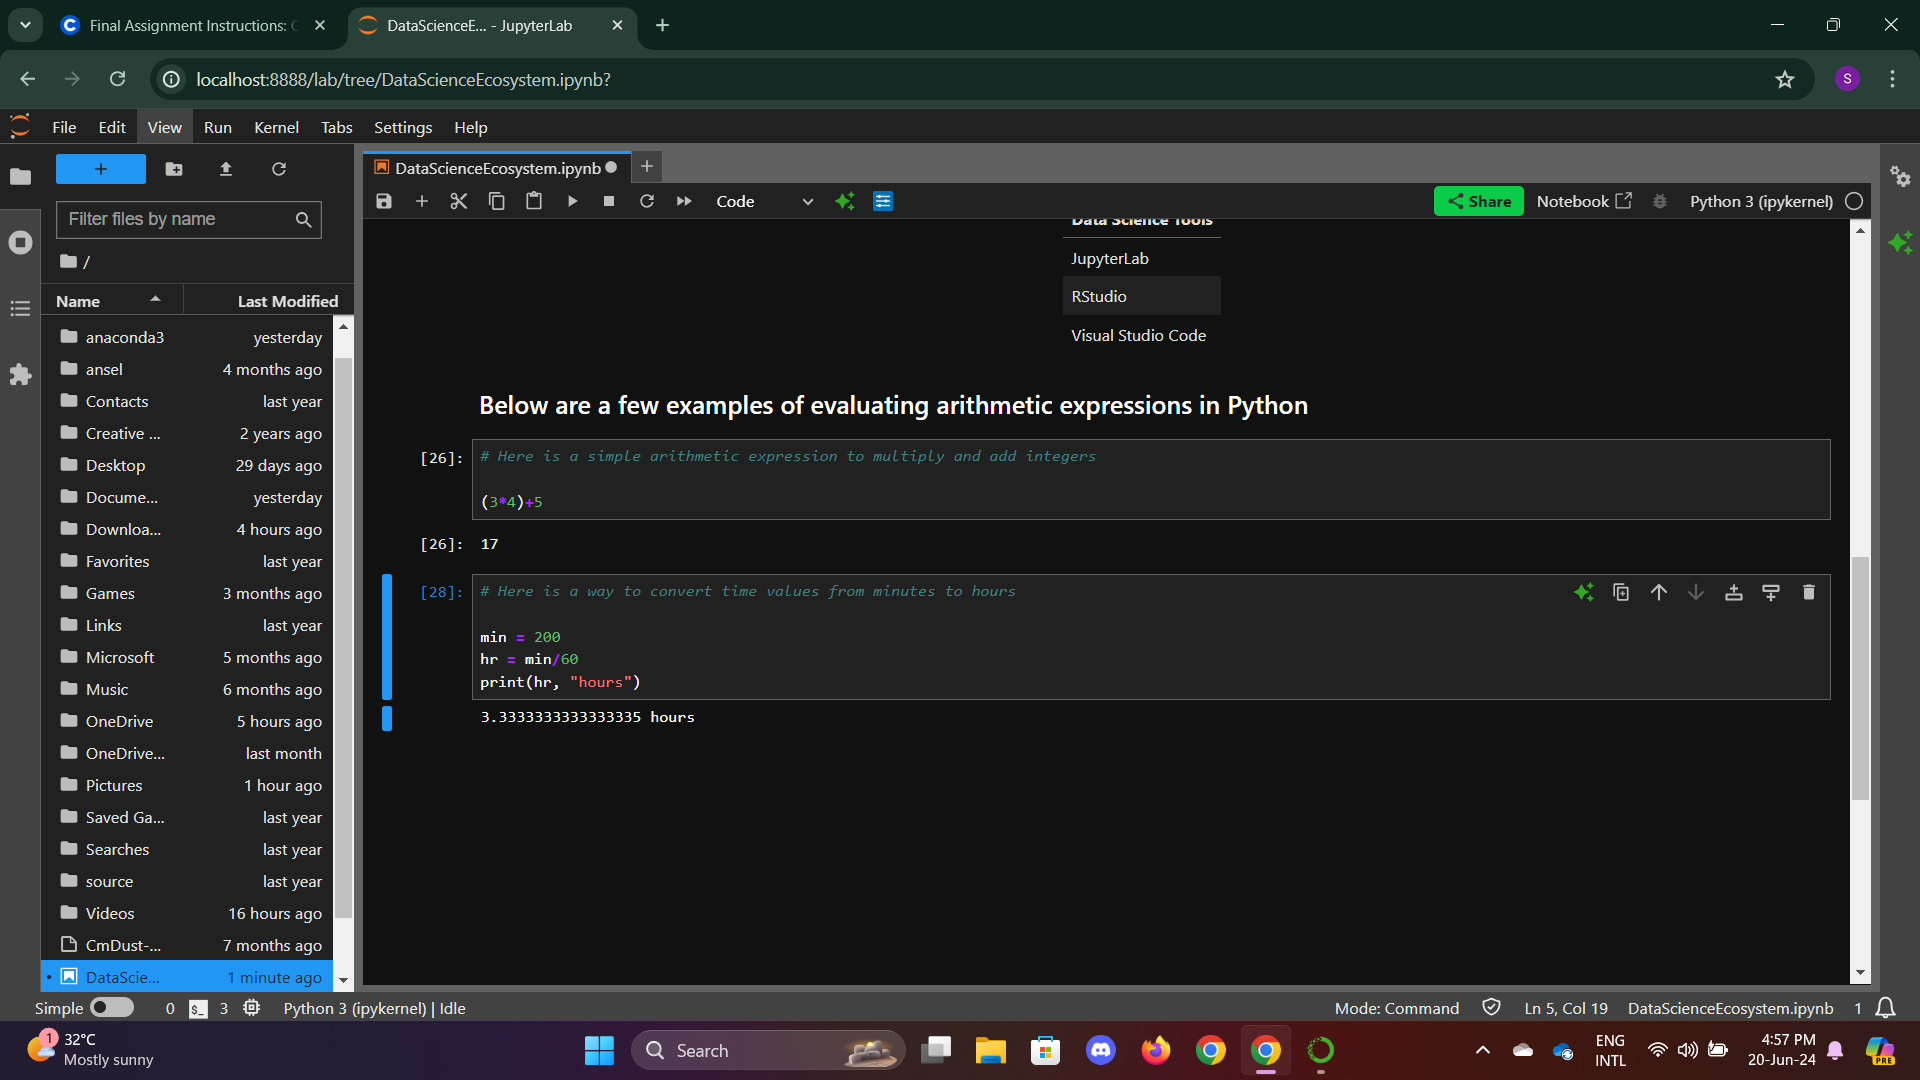 Final Assignment Instructions: C
DataScienceE... - JupyterLab
localhost:8888/lab/tree/DataScienceEcosystem.ipynb?
S
File Edit View Run Kernel Tabs Settings Help
DataScienceEcosystem.ipynb
Code
Share
Notebook
Python 3 (ipykernel)
Filter files by name
/
Name Last Modified
anaconda3 yesterday
ansel 4 months ago
Contacts last year
Creative ... 2 years ago
Desktop 29 days ago
Docume... yesterday
Downloa... 4 hours ago
Favorites last year
Games 3 months ago
Links last year
Microsoft 5 months ago
Music 6 months ago
OneDrive 5 hours ago
OneDrive... last month
Pictures 1 hour ago
Saved Ga... last year
Searches last year
source last year
Videos 16 hours ago
CmDust-... 7 months ago
DataScie... 1 minute ago
Data Science Tools
JupyterLab
RStudio
Visual Studio Code
Below are a few examples of evaluating arithmetic expressions in Python
[26]: # Here is a simple arithmetic expression to multiply and add integers
(3*4)+5
[26]: 17
[28]: # Here is a way to convert time values from minutes to hours
min = 200
hr = min/60
print(hr, "hours")
3.3333333333333335 hours
Simple 0 $_ 3 Python 3 (ipykernel) | Idle
Mode: Command Ln 5, Col 19 DataScienceEcosystem.ipynb 1
1
32°C
Mostly sunny
Search
ENG
INTL
4:57 PM
20-Jun-24
PRE